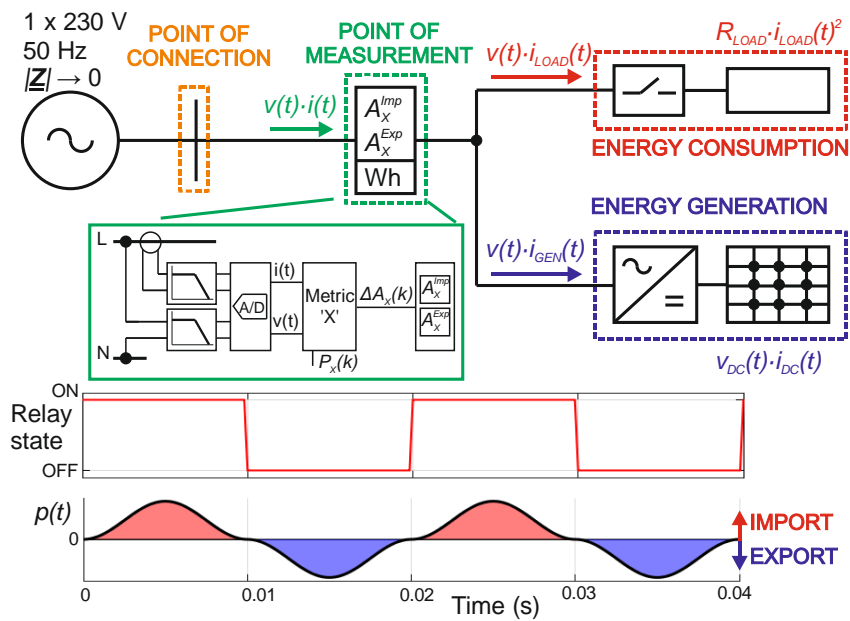 1 x 230 V
50 Hz
|Z| → 0
POINT OF
CONNECTION
POINT OF
MEASUREMENT
v(t)·i(t)
A_X^Imp
A_X^Exp
Wh
v(t)·i_LOAD(t)
R_LOAD·i_LOAD(t)^2
ENERGY CONSUMPTION
ENERGY GENERATION
v(t)·i_GEN(t)
v_DC(t)·i_DC(t)
L
N
A/D
i(t)
v(t)
Metric
'X'
P_x(k)
ΔA_x(k)
A_X^Imp
A_X^Exp
ON
Relay
state
OFF
p(t)
0
IMPORT
EXPORT
0
0.01
0.02
0.03
0.04
Time (s)